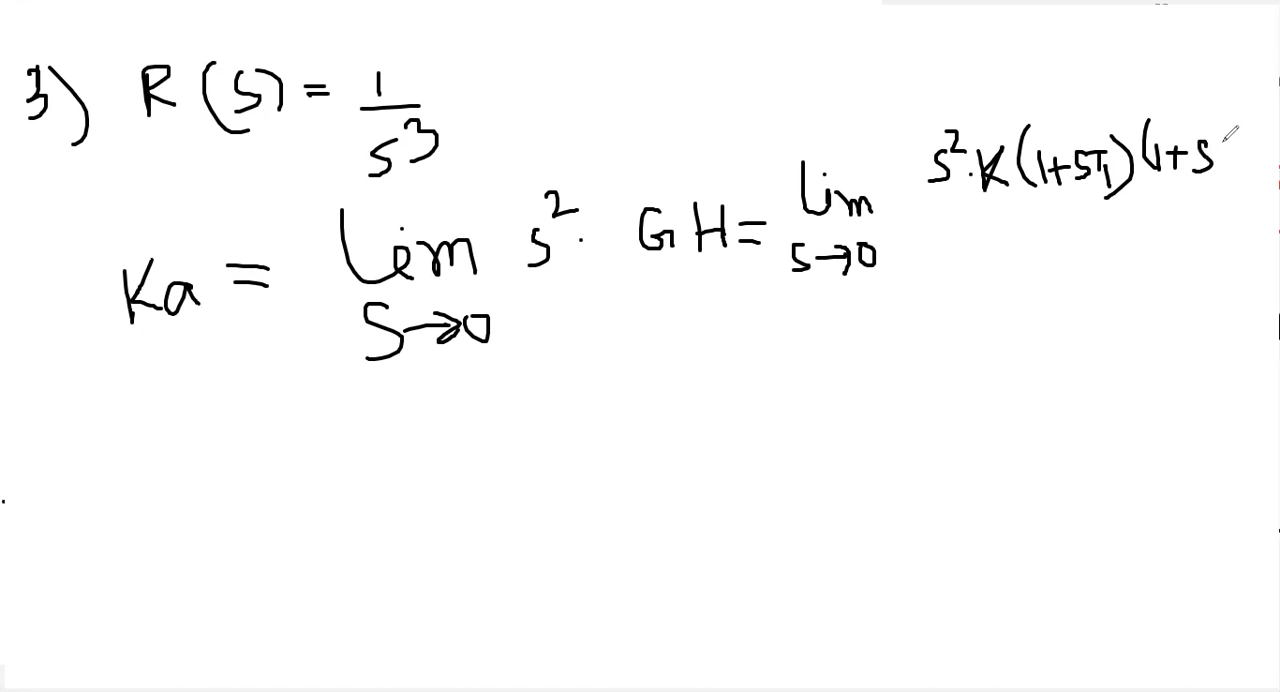 3) R(S) = 1/s³
Ka = Lim S→0 s². GH = Lim s→0 s².K(1+ST₁)(1+S